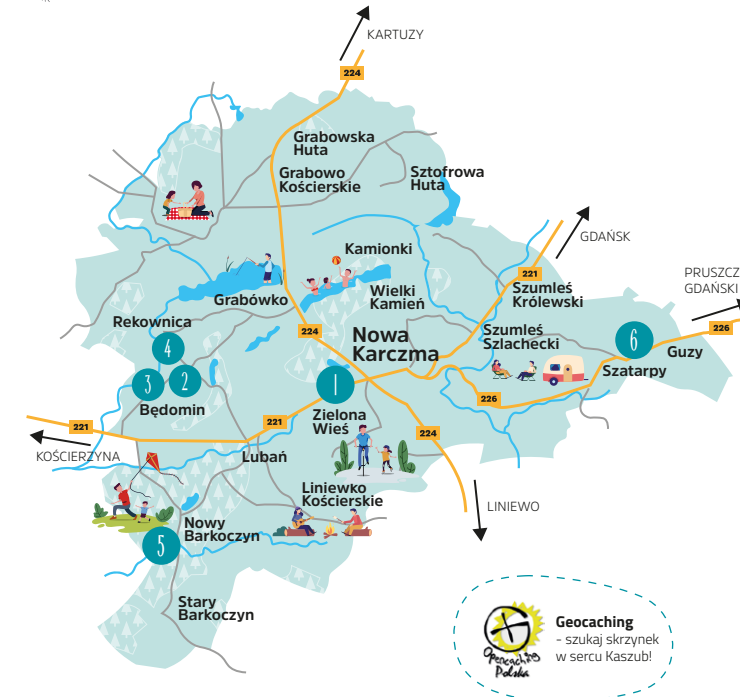 KARTUZY
224
Grabowska
Huta
Grabowo
Kościerskie
Sztofrowa
Huta
GDAŃSK
Kamionki
221
PRUSZCZ
GDAŃSKI
Grabówko
Wielki
Kamień
Szumleś
Królewski
Rekownica
224
Nowa
Karczma
Szumleś
Szlachecki
226
6
Guzy
4
Szatarpy
3
2
1
226
Będomin
Zielona
Wieś
221
221
224
KOŚCIERZYNA
Lubań
Liniewko
Kościerskie
LINIEWO
Nowy
Barkoczyn
5
Stary
Barkoczyn
Geocaching
- szukaj skrzynek
w sercu Kaszub!
Opencaching
Polska